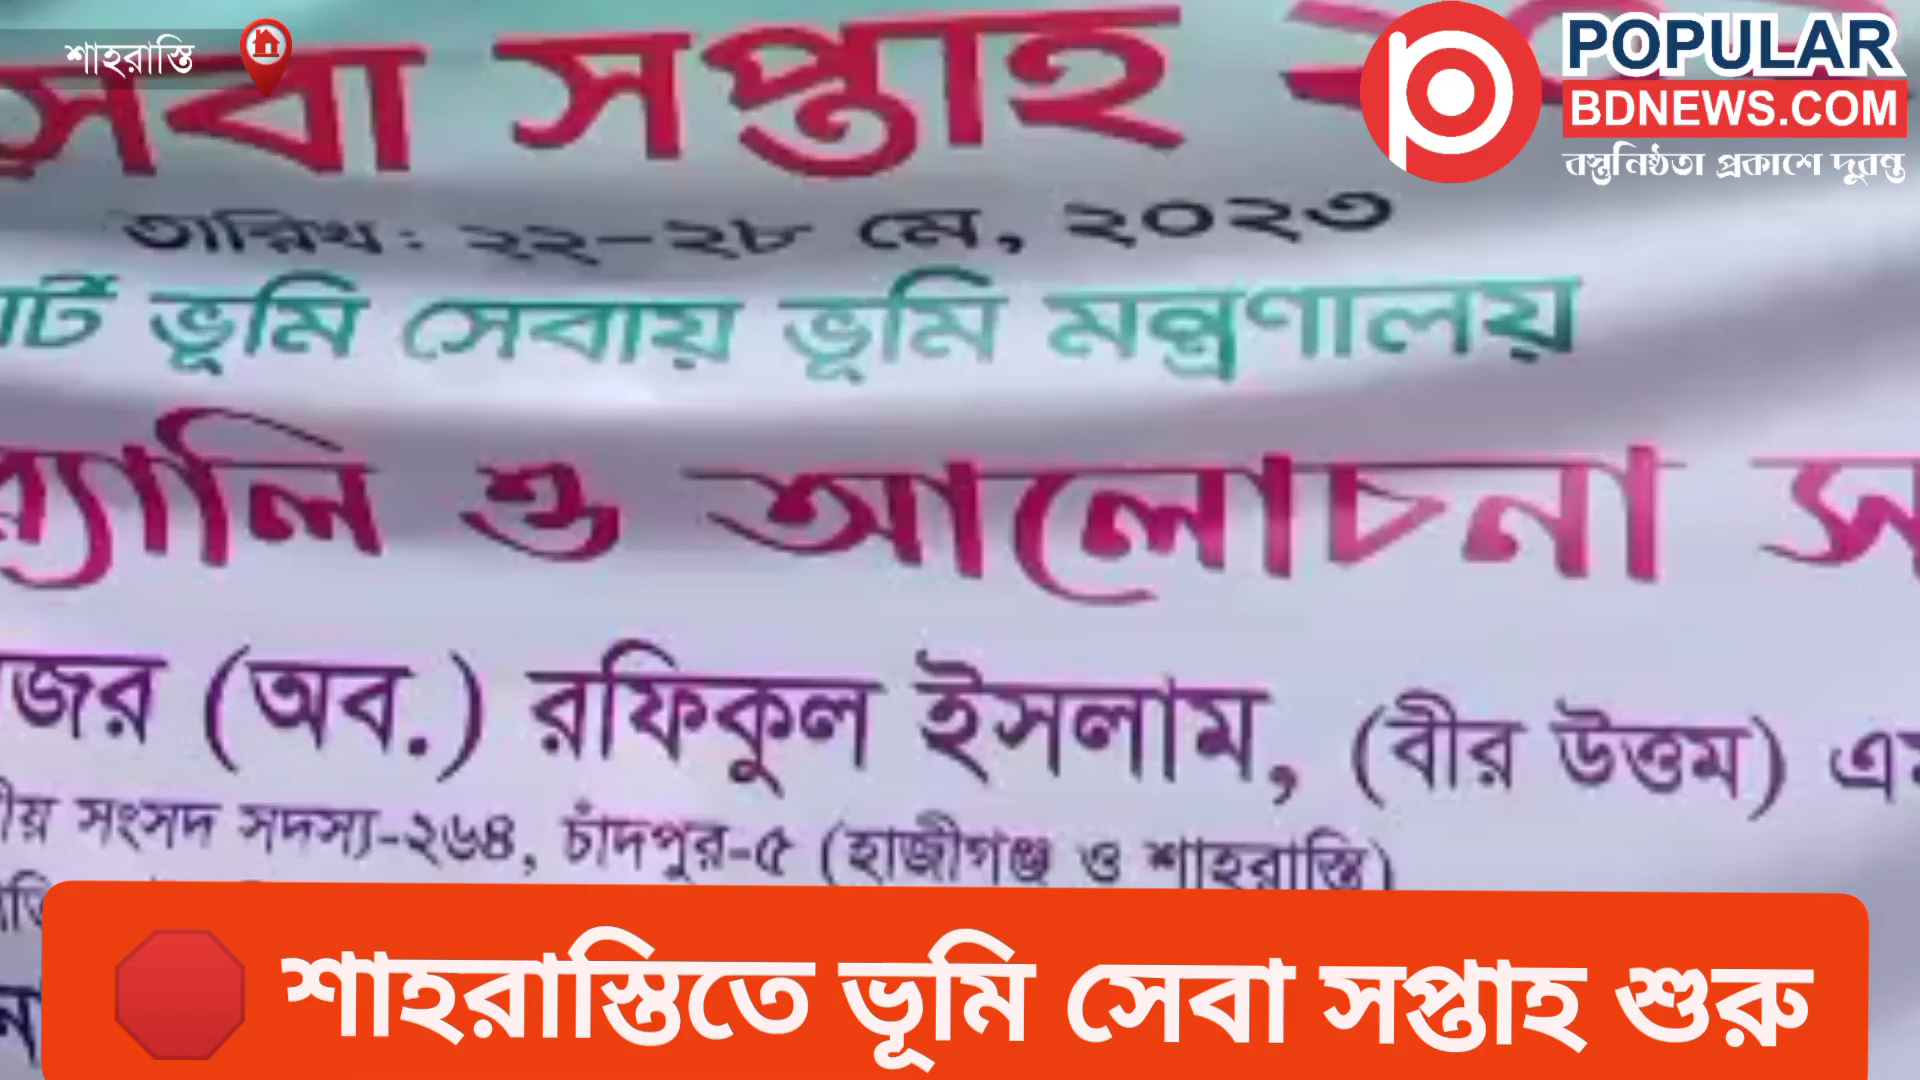 শাহরাস্তি
সেবা সপ্তাহ
POPULAR
BDNEWS.COM
বস্তুনিষ্ঠতা প্রকাশে দুরন্ত
তারিখ: ২২-২৮ মে, ২০২৩
ভূমি সেবায় ভূমি মন্ত্রণালয়
র‍্যালি ও আলোচনা
(অব.) রফিকুল ইসলাম, (বীর উত্তম)
সংসদ সদস্য-২৬৪, চাঁদপুর-৫ (হাজীগঞ্জ ও শাহরাস্তি)
শাহরাস্তিতে ভূমি সেবা সপ্তাহ শুরু